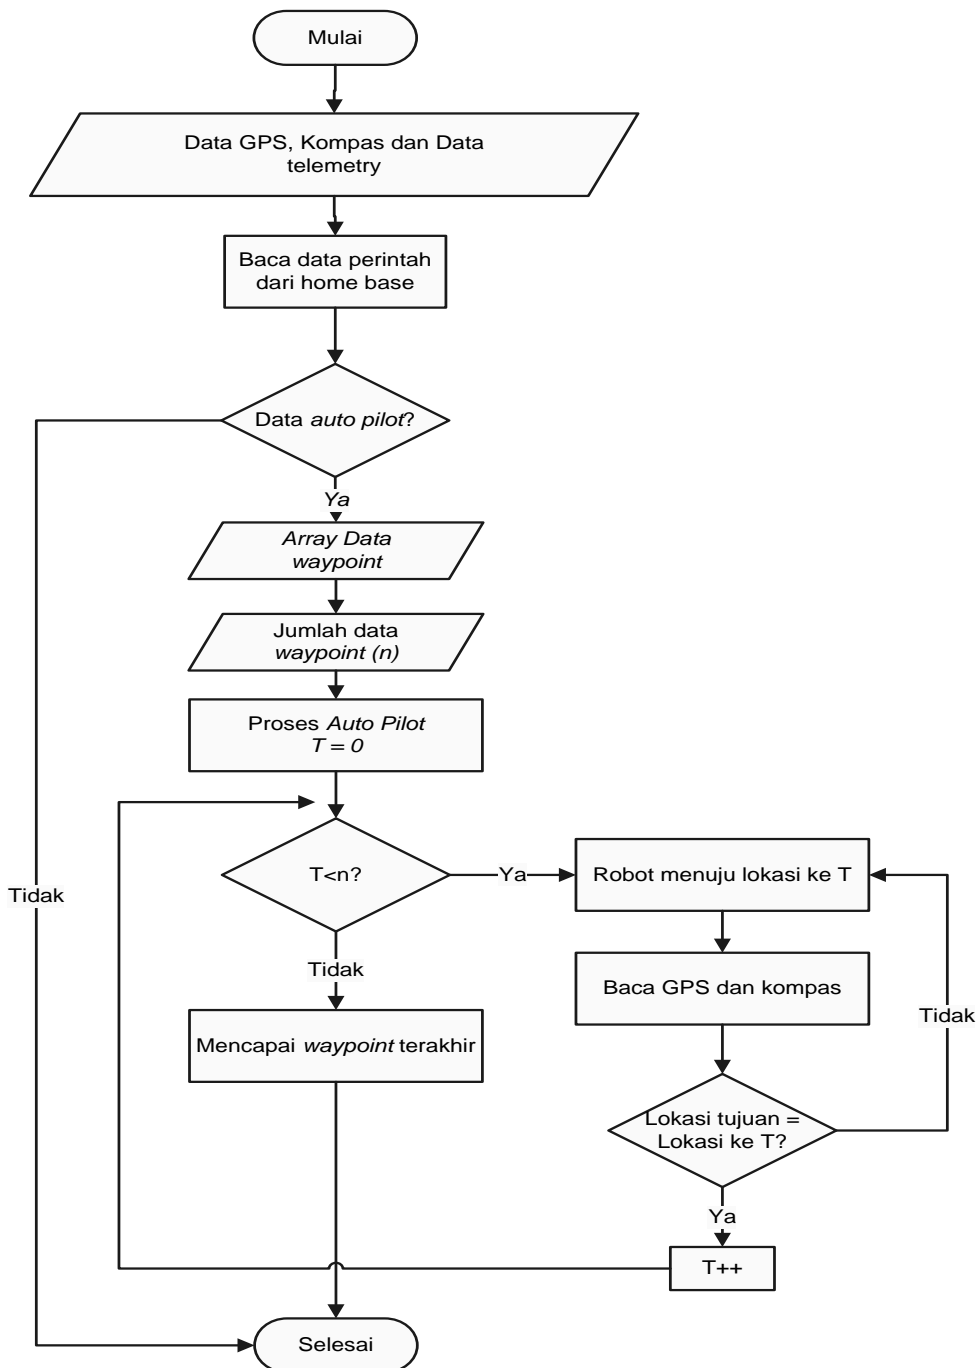 Mulai
Data GPS, Kompas dan Data
telemetry
Baca data perintah
dari home base
Data auto pilot?
Ya
Array Data
waypoint
Jumlah data
waypoint (n)
Proses Auto Pilot
T = 0
T<n?
Ya
Robot menuju lokasi ke T
Tidak
Tidak
Baca GPS dan kompas
Tidak
Mencapai waypoint terakhir
Lokasi tujuan =
Lokasi ke T?
Ya
T++
Selesai